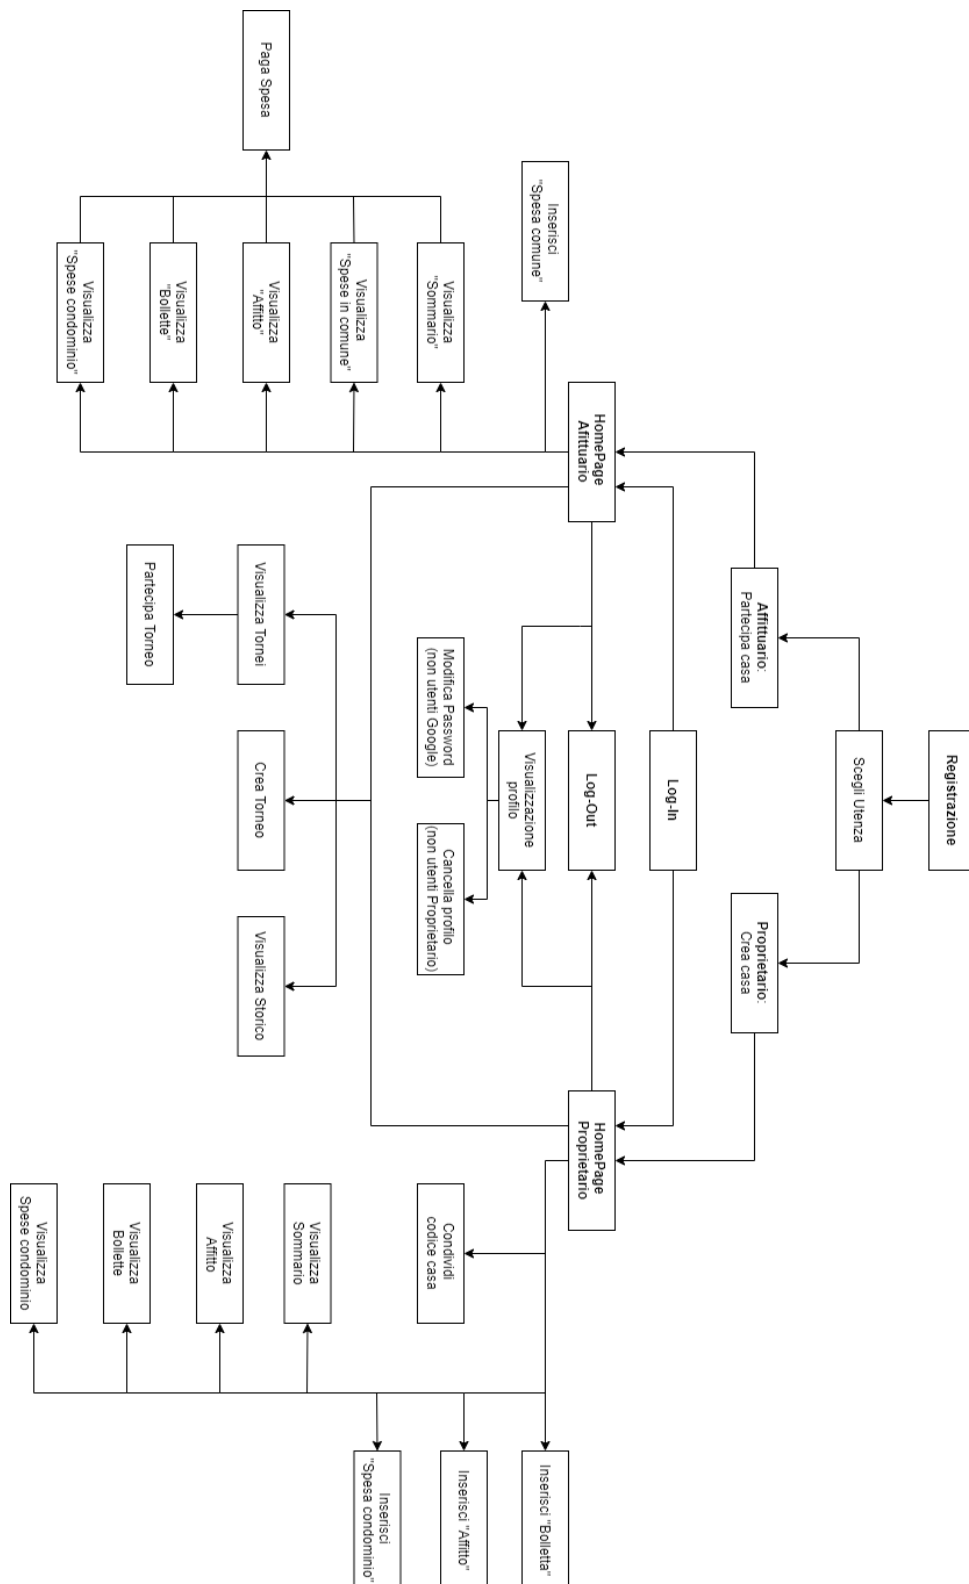 Registrazione
Scegli Utenza
Affittuario:
Partecipa casa
Proprietario:
Crea casa
Log-In
HomePage
Afittuario
Log-Out
HomePage
Proprietario
Visualizzazione
profilo
Inserisci
"Spesa comune"
Inserisci "Bolletta"
Modifica Password
(non utenti Google)
Cancella profilo
(non utenti Proprietario)
Condividi
codice casa
Inserisci "Affitto"
Visualizza
"Sommario"
Visualizza
"Spese in comune"
Visualizza
"Affitto"
Visualizza
"Bollette"
Visualizza
"Spese condominio"
Inserisci
"Spesa condominio"
Paga Spesa
Visualizza Tornei
Crea Torneo
Visualizza Storico
Partecipa Torneo
Visualizza
Sommario
Visualizza
Affitto
Visualizza
Bollette
Visualizza
Spese condominio